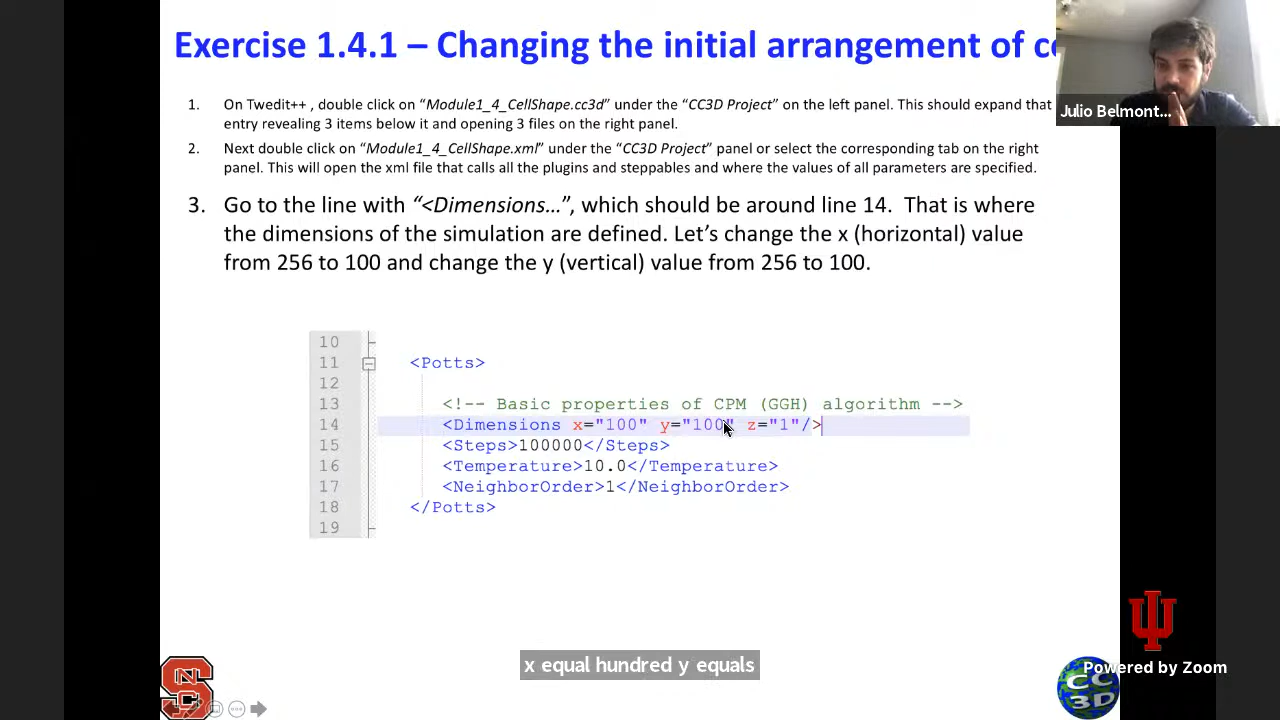 Exercise 1.4.1 – Changing the initial arrangement of c
Julio Belmont...
1. On Twedit++ , double click on “Module1_4_CellShape.cc3d” under the “CC3D Project” on the left panel. This should expand that
entry revealing 3 items below it and opening 3 files on the right panel.
2. Next double click on “Module1_4_CellShape.xml” under the “CC3D Project” panel or select the corresponding tab on the right
panel. This will open the xml file that calls all the plugins and steppables and where the values of all parameters are specified.
3. Go to the line with “<Dimensions…”, which should be around line 14. That is where
the dimensions of the simulation are defined. Let’s change the x (horizontal) value
from 256 to 100 and change the y (vertical) value from 256 to 100.
10
11 <Potts>
12
13 <!-- Basic properties of CPM (GGH) algorithm -->
14 <Dimensions x="100" y="100" z="1"/>
15 <Steps>100000</Steps>
16 <Temperature>10.0</Temperature>
17 <NeighborOrder>1</NeighborOrder>
18 </Potts>
19
x equal hundred y equals
Powered by Zoom
S
CC
3D